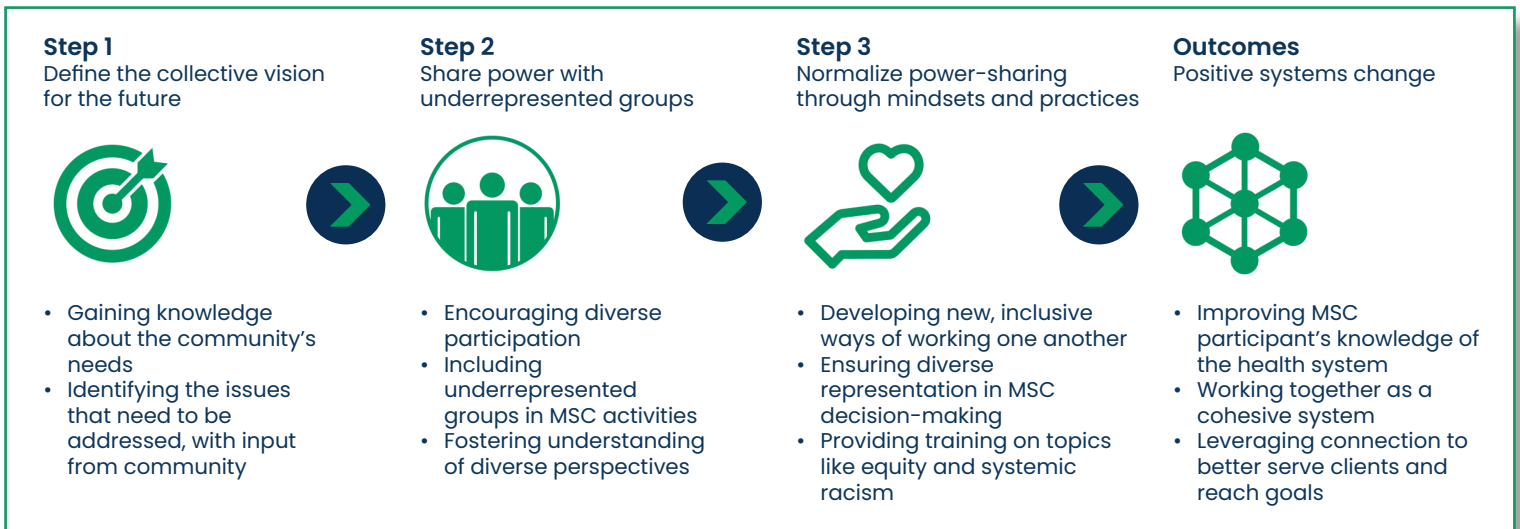 Step 1
Define the collective vision
for the future
• Gaining knowledge
about the community's
needs
• Identifying the issues
that need to be
addressed, with input
from community
Step 2
Share power with
underrepresented groups
• Encouraging diverse
participation
• Including
underrepresented
groups in MSC activities
• Fostering understanding
of diverse perspectives
Step 3
Normalize power-sharing
through mindsets and practices
• Developing new, inclusive
ways of working one another
• Ensuring diverse
representation in MSC
decision-making
• Providing training on topics
like equity and systemic
racism
Outcomes
Positive systems change
• Improving MSC
participant's knowledge of
the health system
• Working together as a
cohesive system
• Leveraging connection to
better serve clients and
reach goals